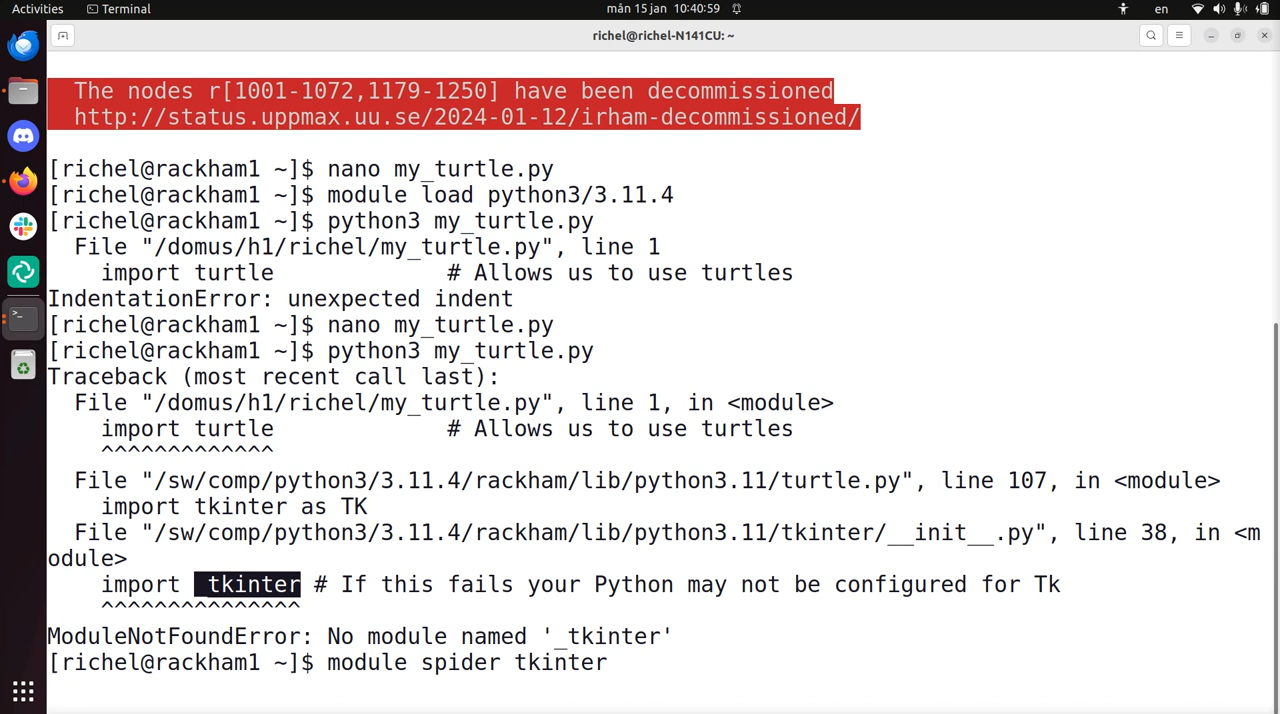 Activities
Terminal
mån 15 jan 10:40:59
en
richel@richel-N141CU: ~
The nodes r[1001-1072,1179-1250] have been decommissioned
http://status.uppmax.uu.se/2024-01-12/irham-decommissioned/
[richel@rackham1 ~]$ nano my_turtle.py
[richel@rackham1 ~]$ module load python3/3.11.4
[richel@rackham1 ~]$ python3 my_turtle.py
File "/domus/h1/richel/my_turtle.py", line 1
import turtle # Allows us to use turtles
IndentationError: unexpected indent
[richel@rackham1 ~]$ nano my_turtle.py
[richel@rackham1 ~]$ python3 my_turtle.py
Traceback (most recent call last):
File "/domus/h1/richel/my_turtle.py", line 1, in <module>
import turtle # Allows us to use turtles
^^^^^^^^^^^^^
File "/sw/comp/python3/3.11.4/rackham/lib/python3.11/turtle.py", line 107, in <module>
import tkinter as TK
File "/sw/comp/python3/3.11.4/rackham/lib/python3.11/tkinter/__init__.py", line 38, in <m
odule>
import _tkinter # If this fails your Python may not be configured for Tk
^^^^^^^^^^^^^^^
ModuleNotFoundError: No module named '_tkinter'
[richel@rackham1 ~]$ module spider tkinter